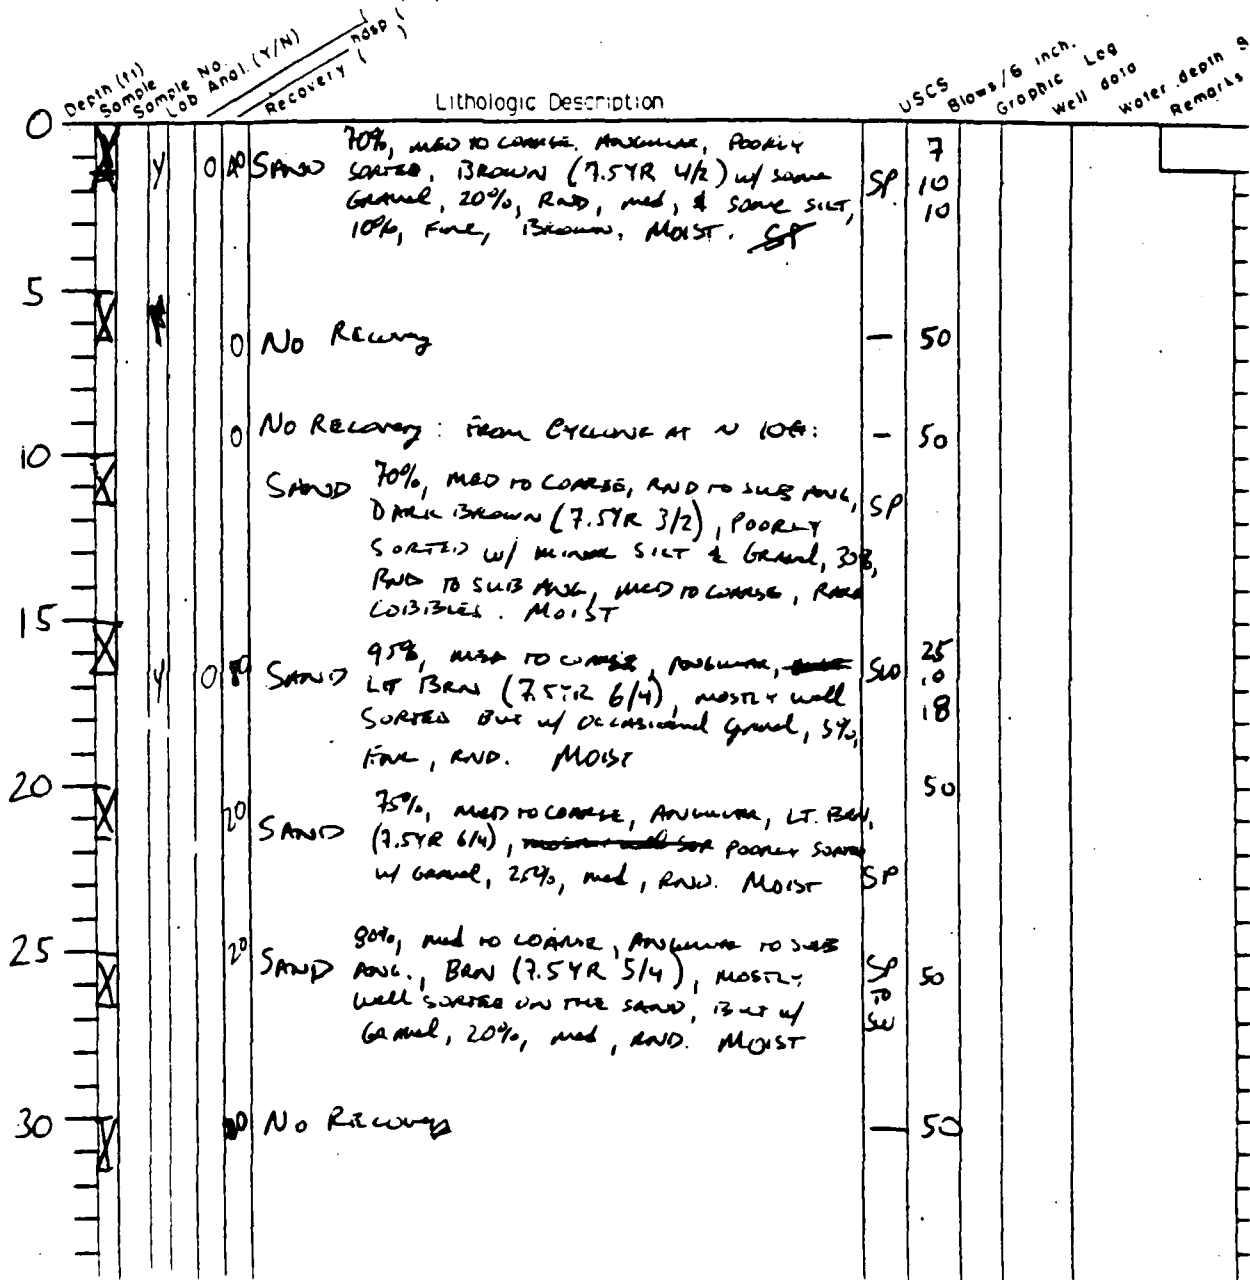 Depth (ft)
Sample
Sample No.
Lab Anal. (Y/N)
Recovery (
Lithologic Description
USCS
Blows/6 inch.
Graphic Log
Well data
Water depth
Remarks
0
Y 0 SAND 70%, MED TO COARSE, ANGULAR, POORLY SP 7
SORTED, BROWN (7.5YR 4/2) w/ SOME 10
GRAVEL, 20%, RND, MED, & SOME SILT, 10
10%, FINE, BROWN. MOIST. SP
5
0 No Recovery — 50
0 No Recovery: FROM CYCLONE AT ~ 10ft: — 50
10
SAND 70%, MED TO COARSE, RND TO SUB ANG, SP
DARK BROWN (7.5YR 3/2), POORLY
SORTED w/ MINOR SILT & GRAVEL, 30%,
RND TO SUB ANG, MED TO COARSE, RARE
COBBLES. MOIST
15
Y 0 SAND 95%, MED TO COARSE, ANGULAR, SW 25
LT BRN (7.5YR 6/4), MOSTLY WELL 10
SORTED BUT w/ OCCASIONAL GRAVEL, 5%, 18
FINE, RND. MOIST
20 50
20 SAND 75%, MED TO COARSE, ANGULAR, LT. BRN,
(7.5YR 6/4), POORLY SORTED
w/ GRAVEL, 25%, MED, RND. MOIST SP
25
20 SAND 80%, MED TO COARSE, ANGULAR TO SUB SP 50
ANG., BRN (7.5YR 5/4), MOSTLY TO
WELL SORTED ON THE SAND, BUT w/ SW
GRAVEL, 20%, MED, RND. MOIST
30 No Recovery — 50